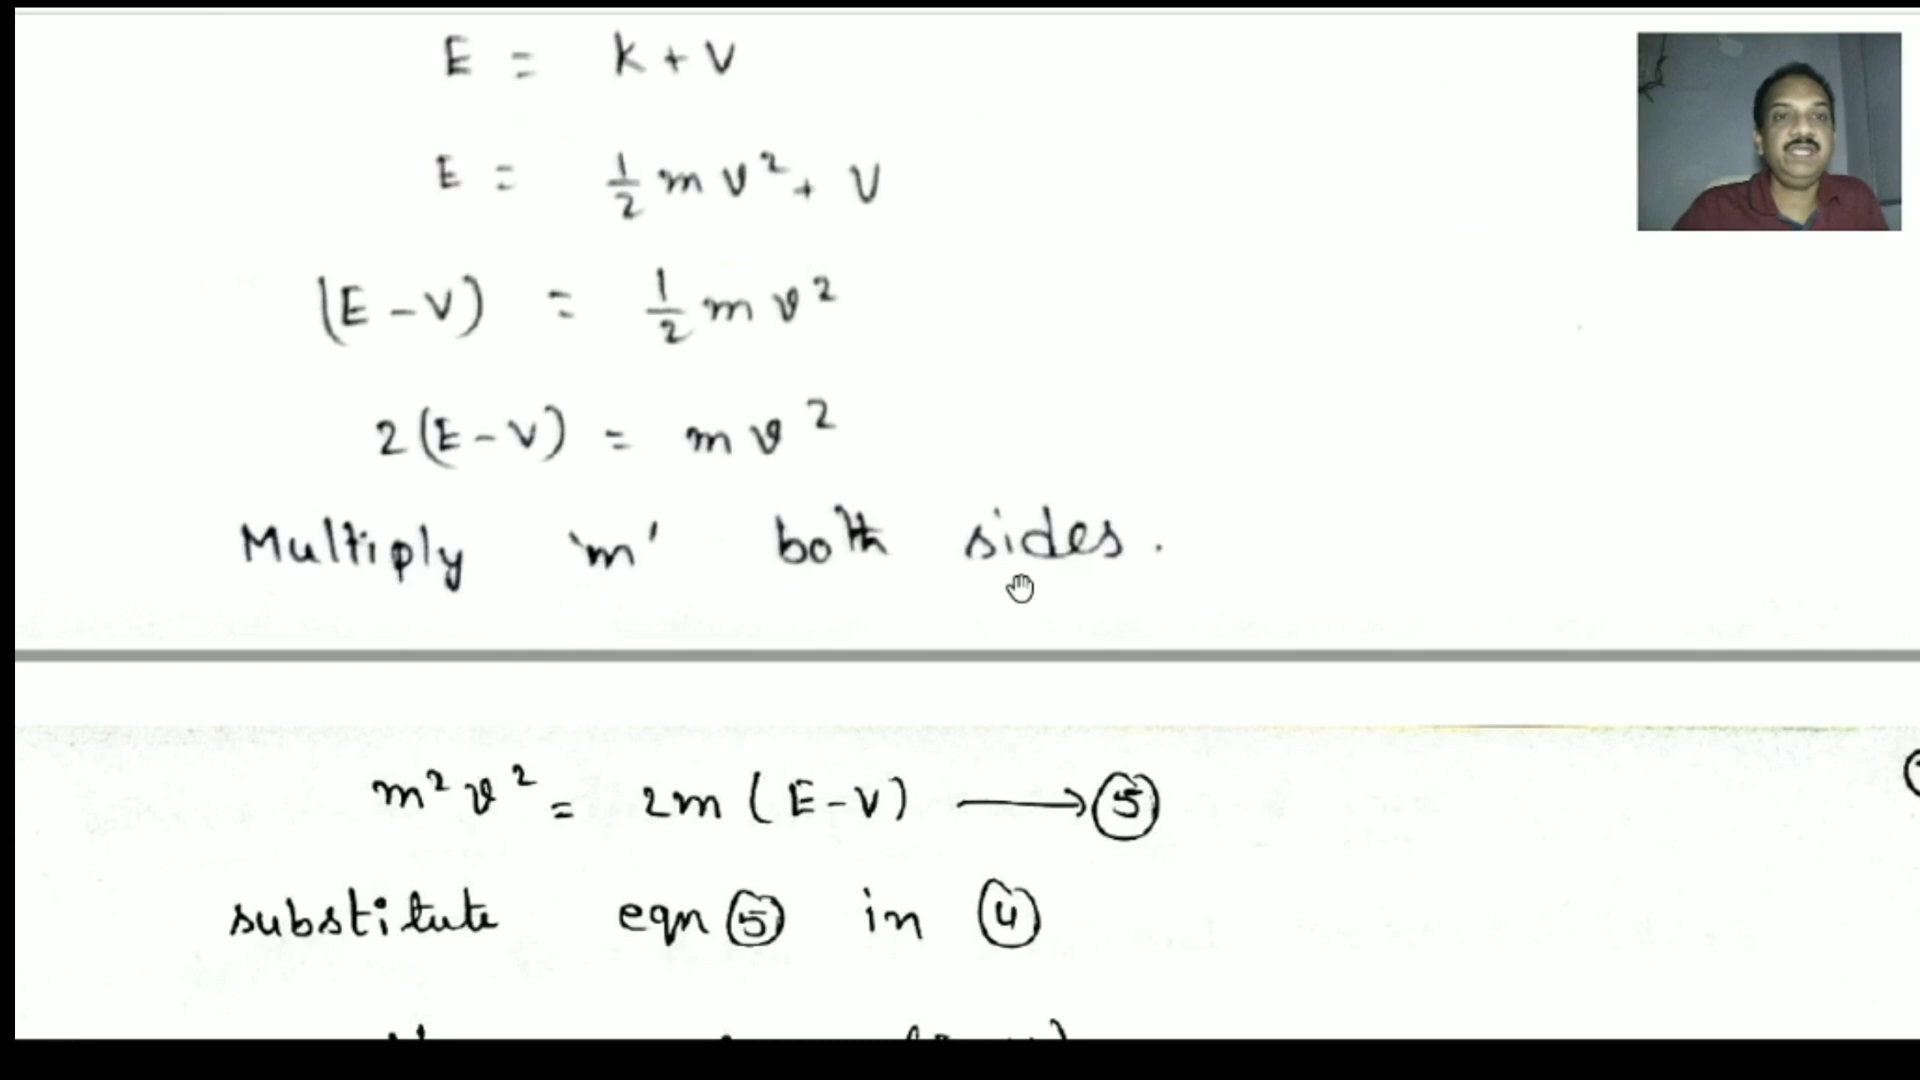 E = K + V
E = 1/2 m v² + V
(E - V) = 1/2 m v²
2(E - V) = m v²
Multiply 'm' both sides.
m² v² = 2m (E - V) → ⑤
substitute eqn ⑤ in ④